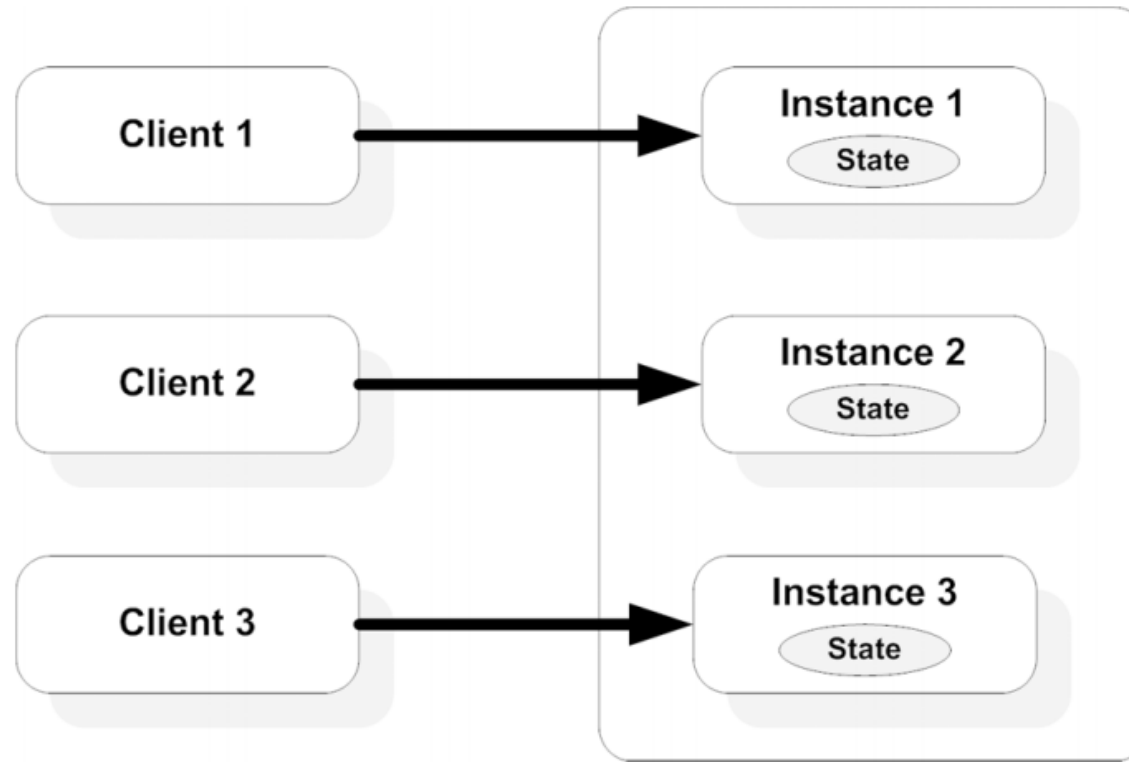 Client 1
Instance 1
State
Client 2
Instance 2
State
Client 3
Instance 3
State